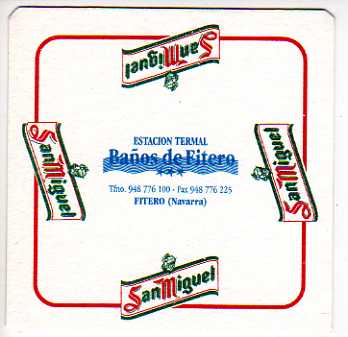 San Miguel
ESTACION TERMAL
Baños de Fitero
Tfno. 948 776 100 - Fax 948 776 225
FITERO (Navarra)
San Miguel
San Miguel
San Miguel